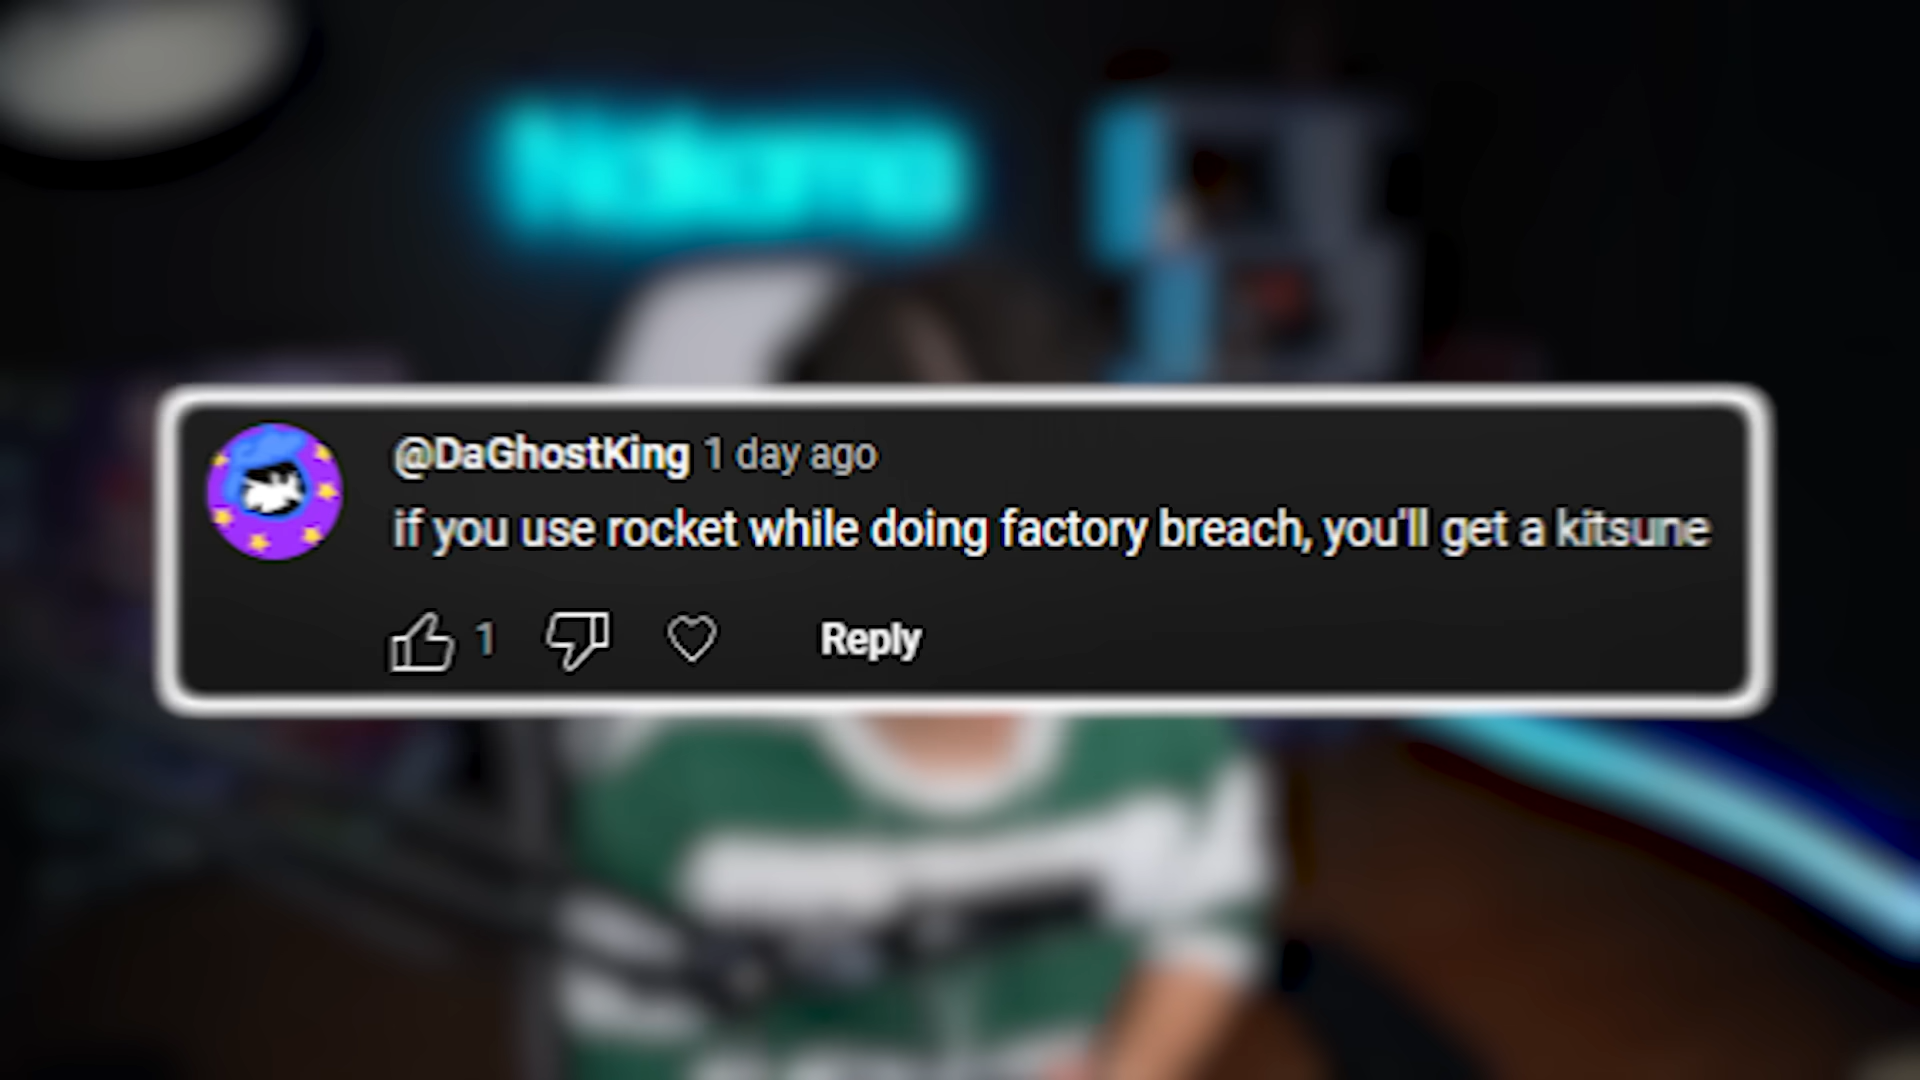 @DaGhostKing 1 day ago
if you use rocket while doing factory breach, you'll get a kitsune
1
Reply